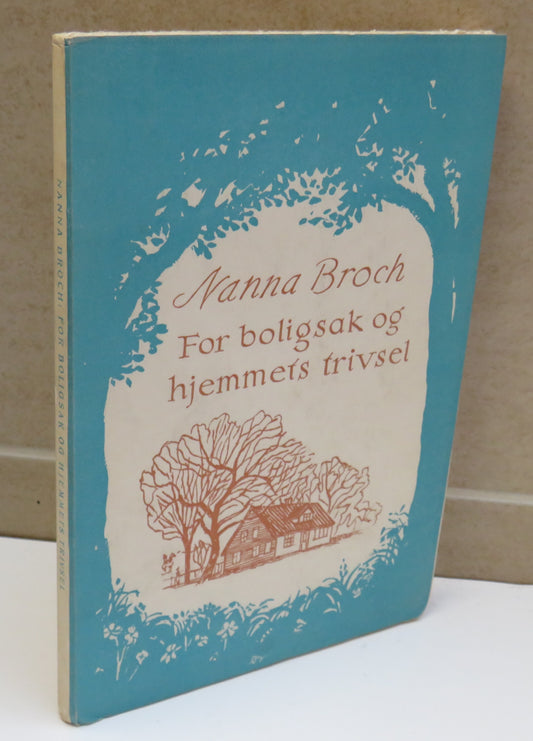 Nanna Broch
For boligsak og
hjemmets trivsel
NANNA BROCH: FOR BOLIGSAK OG HJEMMETS TRIVSEL